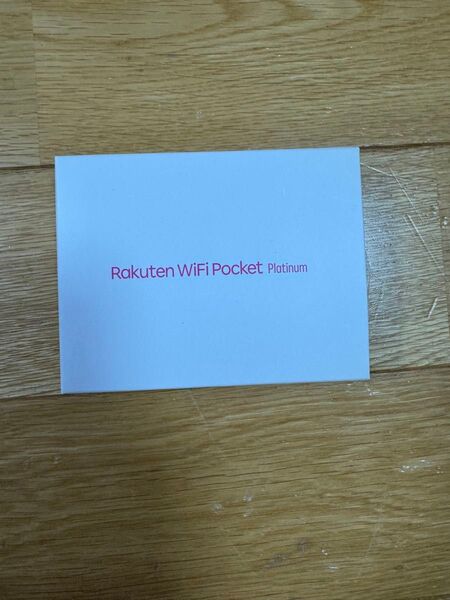 Rakuten WiFi Pocket Platinum